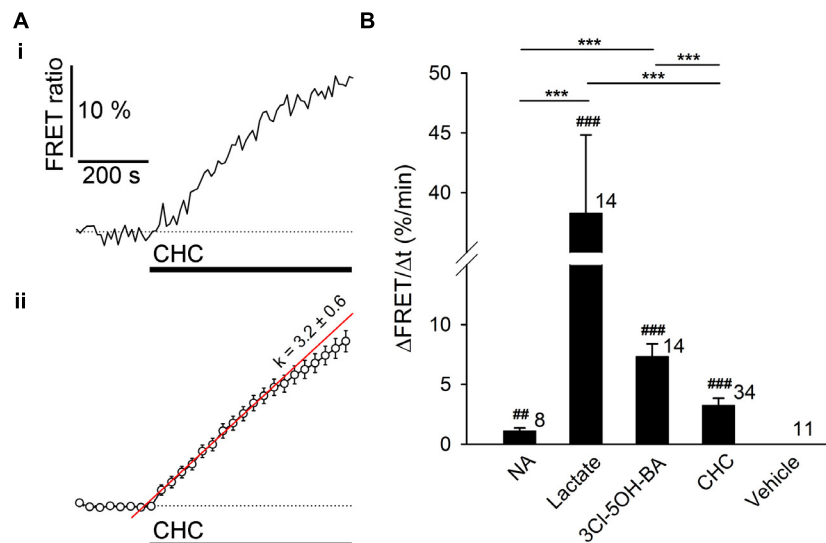 A
i
FRET ratio
10 %
200 s
CHC
ii
k = 3.2 ± 0.6
CHC
B
***
***
***
***
50
45
40
10
5
0
ΔFRET/Δt (%/min)
##
8
###
14
###
14
###
34
11
NA
Lactate
3Cl-5OH-BA
CHC
Vehicle